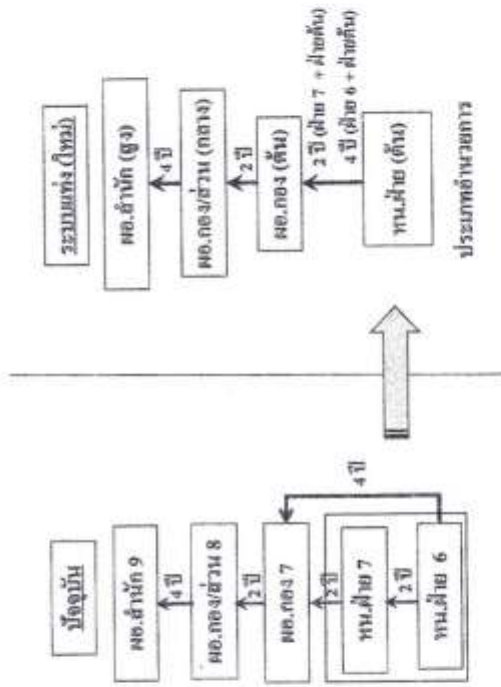 ปัจจุบัน
ผอ.สำนัก 9
4 ปี
ผอ.กอง/ส่วน 8
2 ปี
ผอ.กอง 7
2 ปี
4 ปี
หน.ฝ่าย 7
2 ปี
หน.ฝ่าย 6
ระบบแท่ง (ใหม่)
ผอ.สำนัก (สูง)
4 ปี
ผอ.กอง/ส่วน (กลาง)
2 ปี
ผอ.กอง (ต้น)
2 ปี (ฝ่าย 7 + ฝ่ายต้น)
4 ปี (ฝ่าย 6 + ฝ่ายต้น)
หน.ฝ่าย (ต้น)
ประเภทอำนวยการ